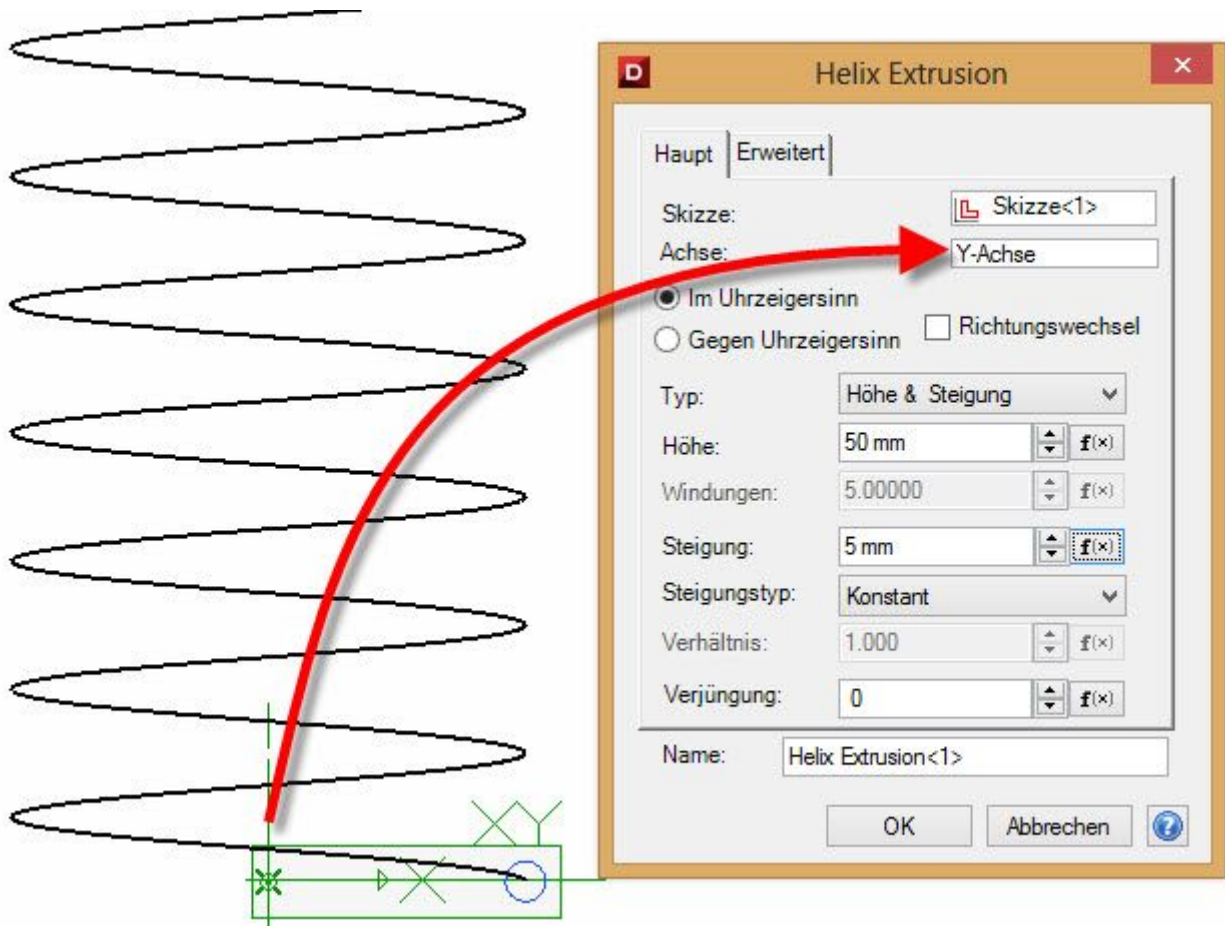 Helix Extrusion
Haupt Erweitert
Skizze: Skizze<1>
Achse: Y-Achse
Im Uhrzeigersinn
Gegen Uhrzeigersinn Richtungswechsel
Typ: Höhe & Steigung
Höhe: 50 mm f(x)
Windungen: 5.00000 f(x)
Steigung: 5 mm f(x)
Steigungstyp: Konstant
Verhältnis: 1.000 f(x)
Verjüngung: 0 f(x)
Name: Helix Extrusion<1>
OK Abbrechen ?
XY
X